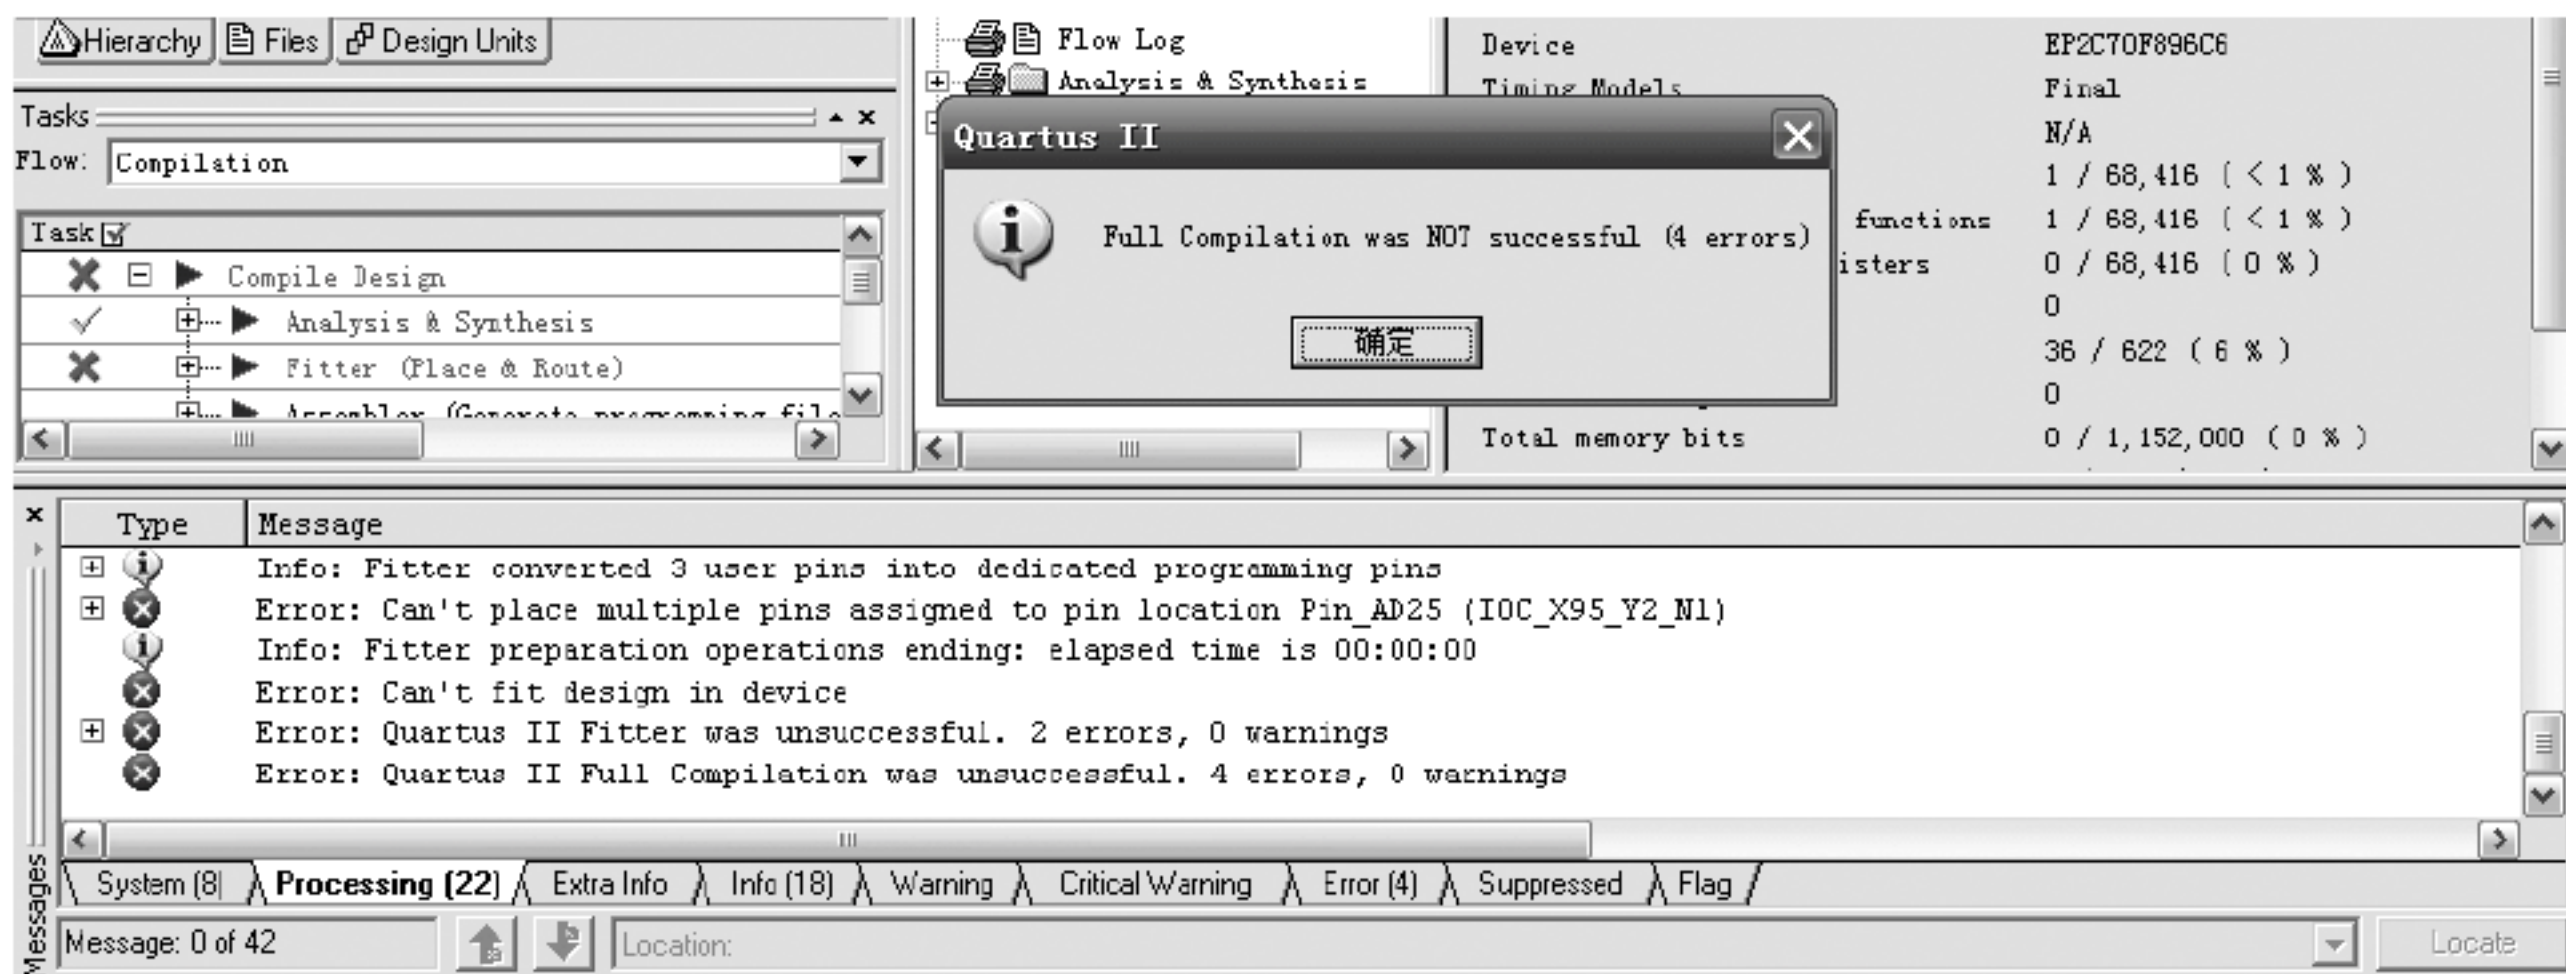 Hierarchy Files Design Units
Tasks
Flow: Compilation
Task
Compile Design
Analysis & Synthesis
Fitter (Place & Route)
Assembler (Generate programming file
Flow Log
Analysis & Synthesis
Device EP2C70F896C6
Timing Models Final
N/A
1 / 68,416 ( < 1 % )
functions 1 / 68,416 ( < 1 % )
isters 0 / 68,416 ( 0 % )
0
36 / 622 ( 6 % )
0
Total memory bits 0 / 1,152,000 ( 0 % )
Quartus II
Full Compilation was NOT successful (4 errors)
确定
Type Message
Info: Fitter converted 3 user pins into dedicated programming pins
Error: Can't place multiple pins assigned to pin location Pin_AD25 (IOC_X95_Y2_N1)
Info: Fitter preparation operations ending: elapsed time is 00:00:00
Error: Can't fit design in device
Error: Quartus II Fitter was unsuccessful. 2 errors, 0 warnings
Error: Quartus II Full Compilation was unsuccessful. 4 errors, 0 warnings
System (8) Processing (22) Extra Info Info (18) Warning Critical Warning Error (4) Suppressed Flag
Messages
Message: 0 of 42 Location: Locate